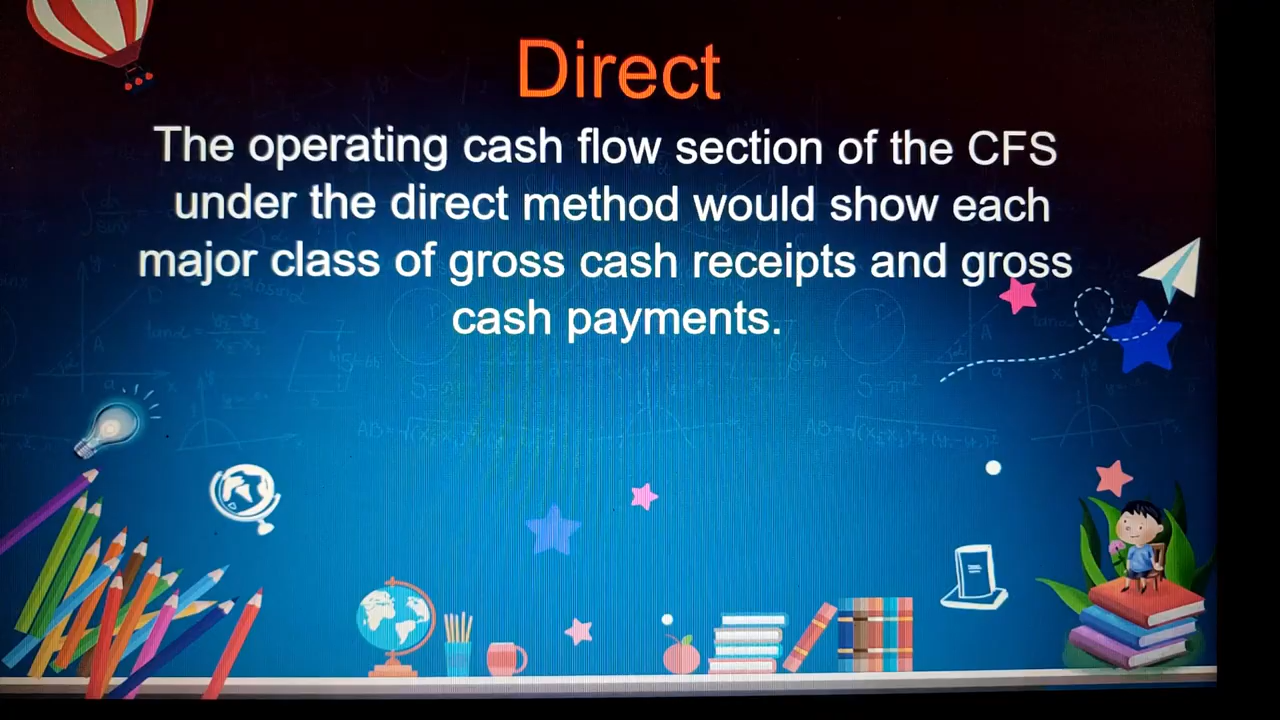 Direct
The operating cash flow section of the CFS
under the direct method would show each
major class of gross cash receipts and gross
cash payments.